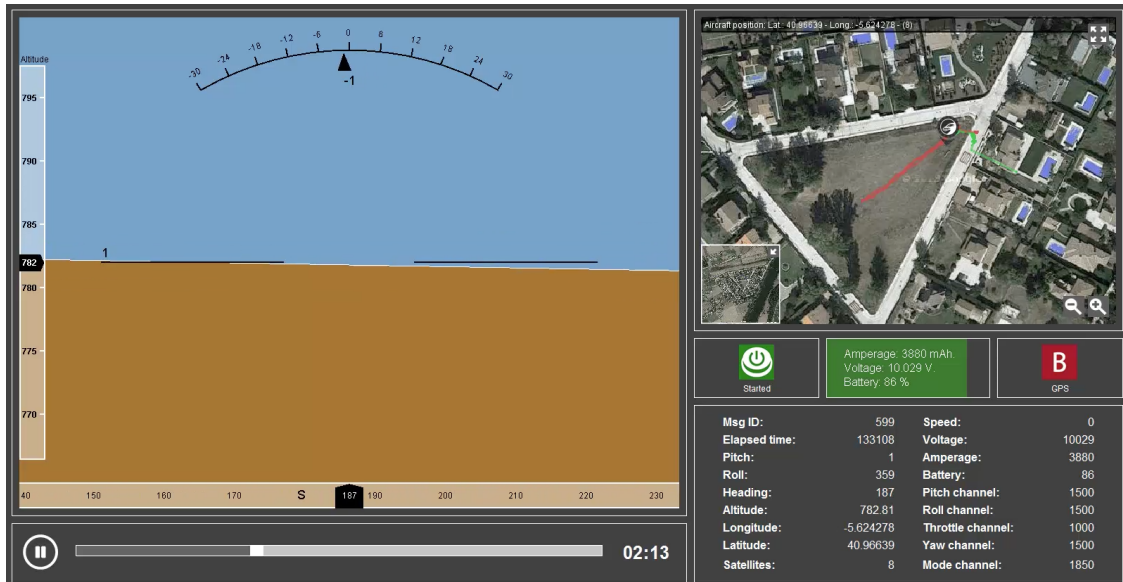 Altitude
795
790
785
782
780
775
770
-30 -24 -18 -12 -6 0 6 12 18 24 30
-1
1
40 150 160 170 S 187 190 200 210 220 230
02:13
Aircraft position: Lat.: 40.96639 - Long.: -5.624278 - (8)
Started
Amperage: 3880 mAh.
Voltage: 10.029 V.
Battery: 86 %
B
GPS
Msg ID: 599 Speed: 0
Elapsed time: 133108 Voltage: 10029
Pitch: 1 Amperage: 3880
Roll: 359 Battery: 86
Heading: 187 Pitch channel: 1500
Altitude: 782.81 Roll channel: 1500
Longitude: -5.624278 Throttle channel: 1000
Latitude: 40.96639 Yaw channel: 1500
Satellites: 8 Mode channel: 1850